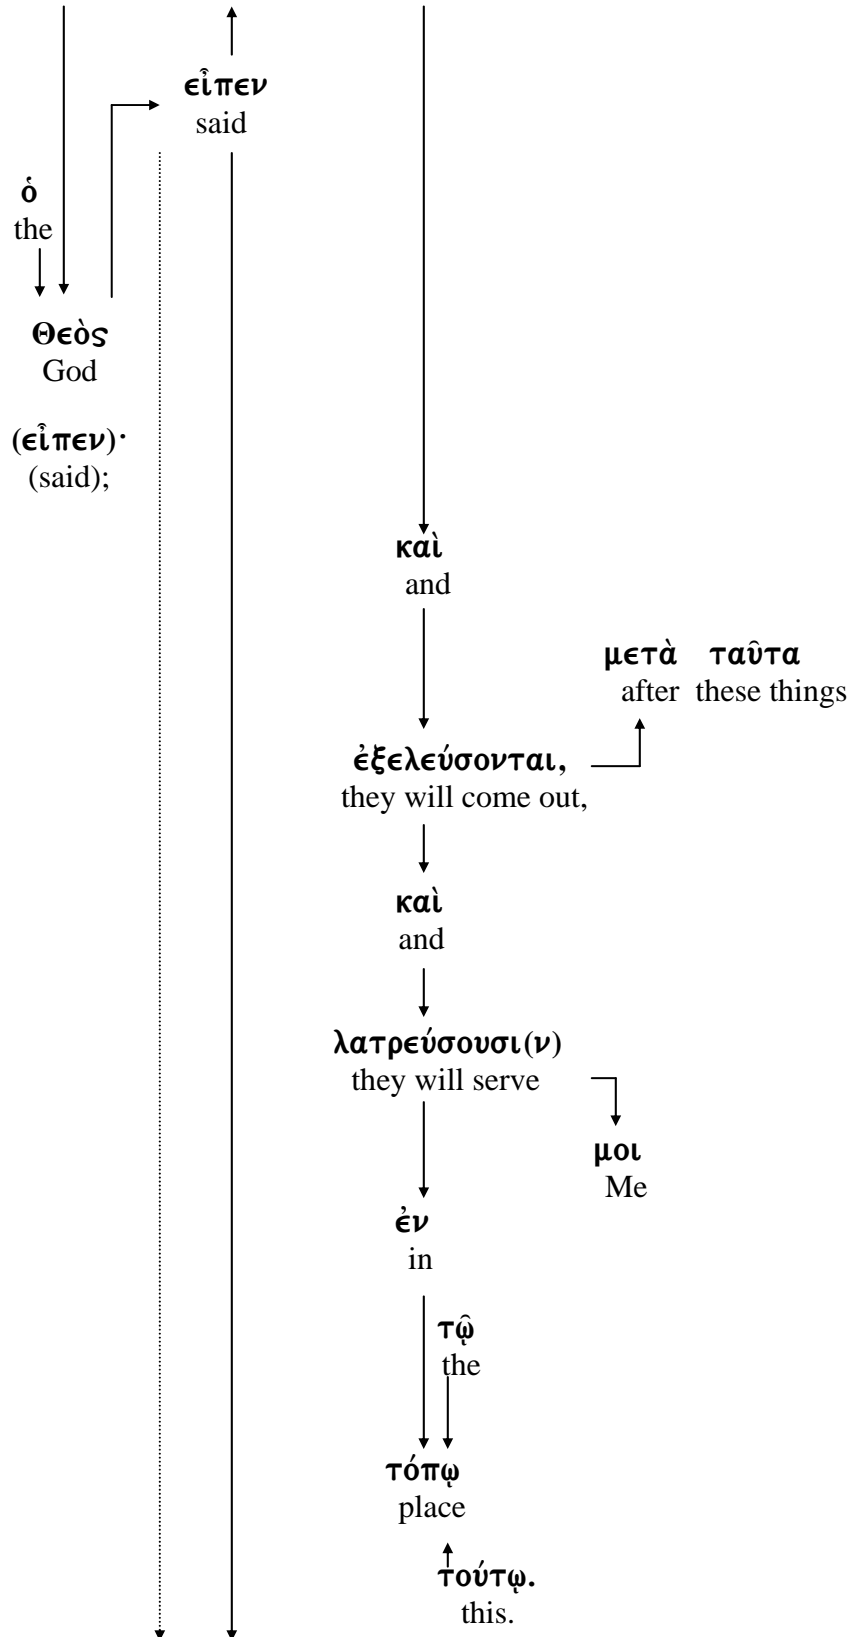 εἶπεν
said
ὁ
the
Θεὸς
God
(εἶπεν)·
(said);
καὶ
and
μετὰ ταῦτα
after these things
ἐξελεύσονται,
they will come out,
καὶ
and
λατρεύσουσι(ν)
they will serve
μοι
Me
ἐν
in
τῷ
the
τόπῳ
place
τούτῳ.
this.